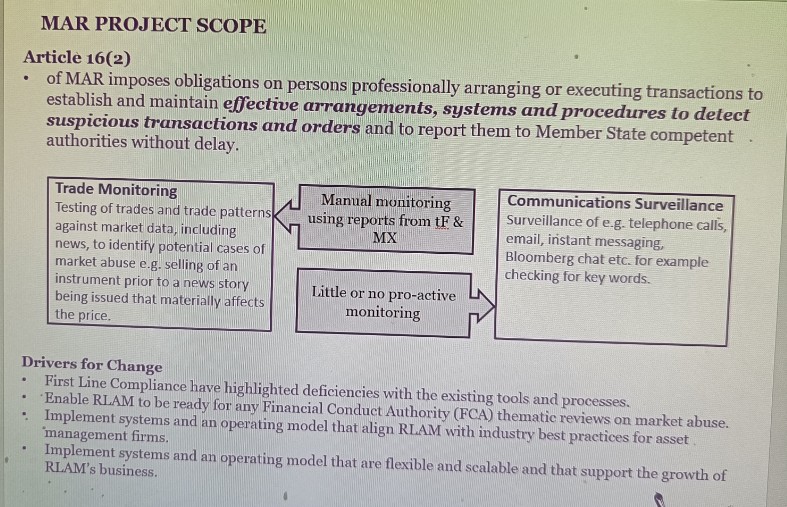 MAR PROJECT SCOPE
Article 16(2)
• of MAR imposes obligations on persons professionally arranging or executing transactions to
establish and maintain effective arrangements, systems and procedures to detect
suspicious transactions and orders and to report them to Member State competent
authorities without delay.
Trade Monitoring
Testing of trades and trade patterns
against market data, including
news, to identify potential cases of
market abuse e.g. selling of an
instrument prior to a news story
being issued that materially affects
the price.
Manual monitoring
using reports from tF &
MX
Little or no pro-active
monitoring
Communications Surveillance
Surveillance of e.g. telephone calls,
email, instant messaging,
Bloomberg chat etc. for example
checking for key words.
Drivers for Change
• First Line Compliance have highlighted deficiencies with the existing tools and processes.
• Enable RLAM to be ready for any Financial Conduct Authority (FCA) thematic reviews on market abuse.
• Implement systems and an operating model that align RLAM with industry best practices for asset
management firms.
• Implement systems and an operating model that are flexible and scalable and that support the growth of
RLAM's business.